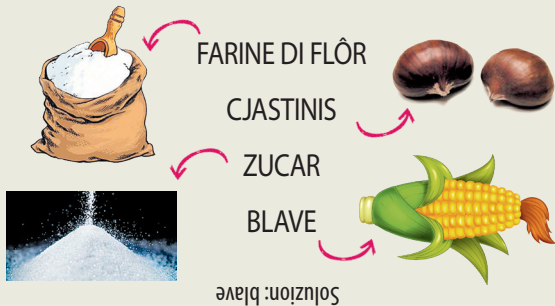 FARINE DI FLÔR
CJASTINIS
ZUCAR
BLAVE
Soluzion: blave